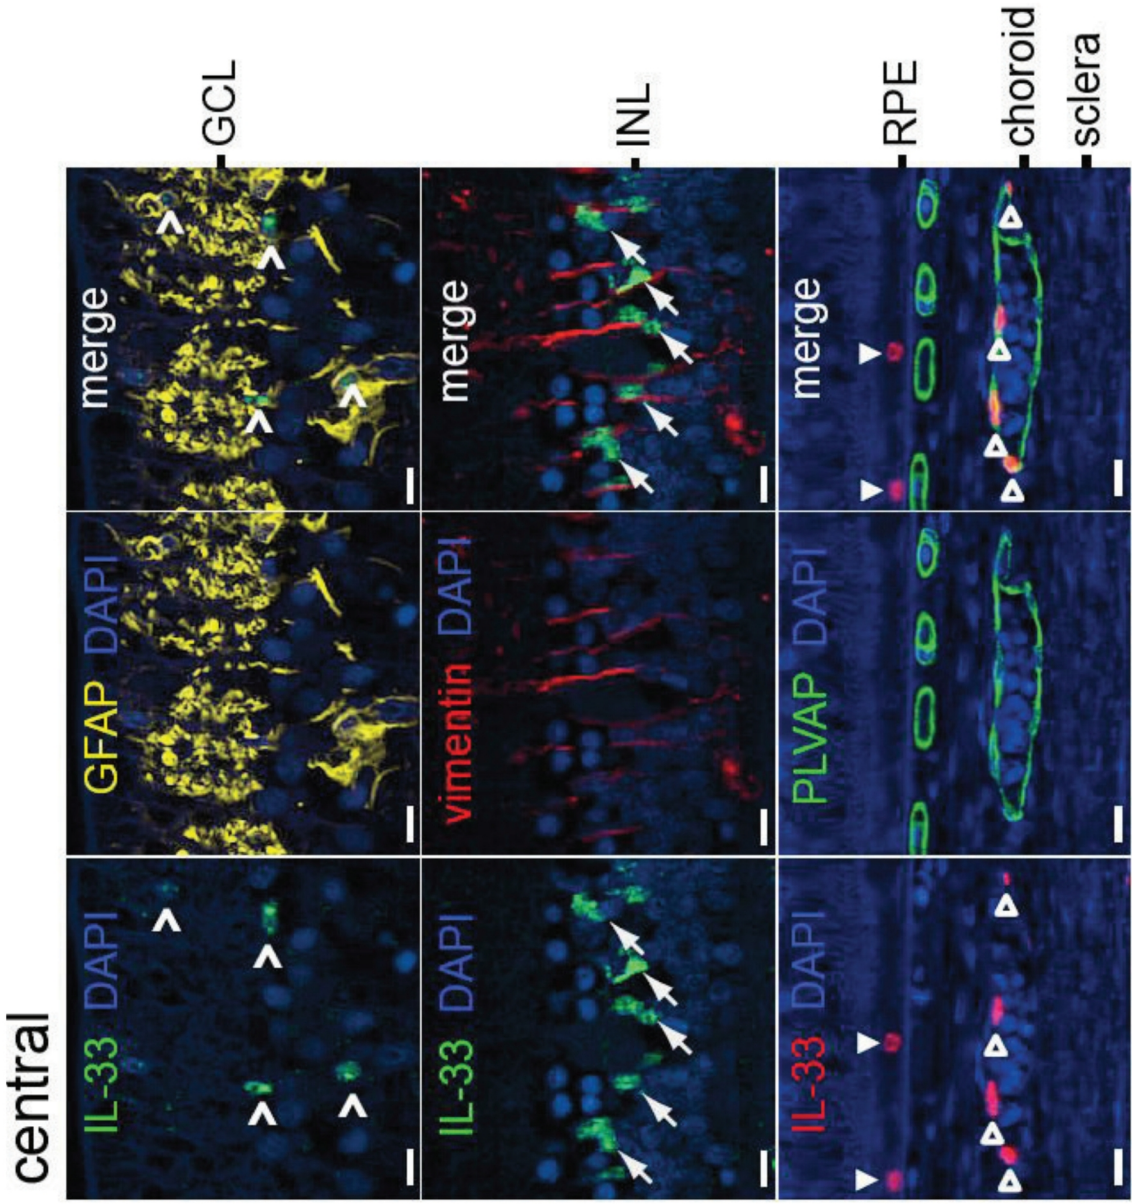 central
IL-33 DAPI
GFAP DAPI
merge
GCL
IL-33 DAPI
vimentin DAPI
merge
INL
IL-33 DAPI
PLVAP DAPI
merge
RPE
choroid
sclera